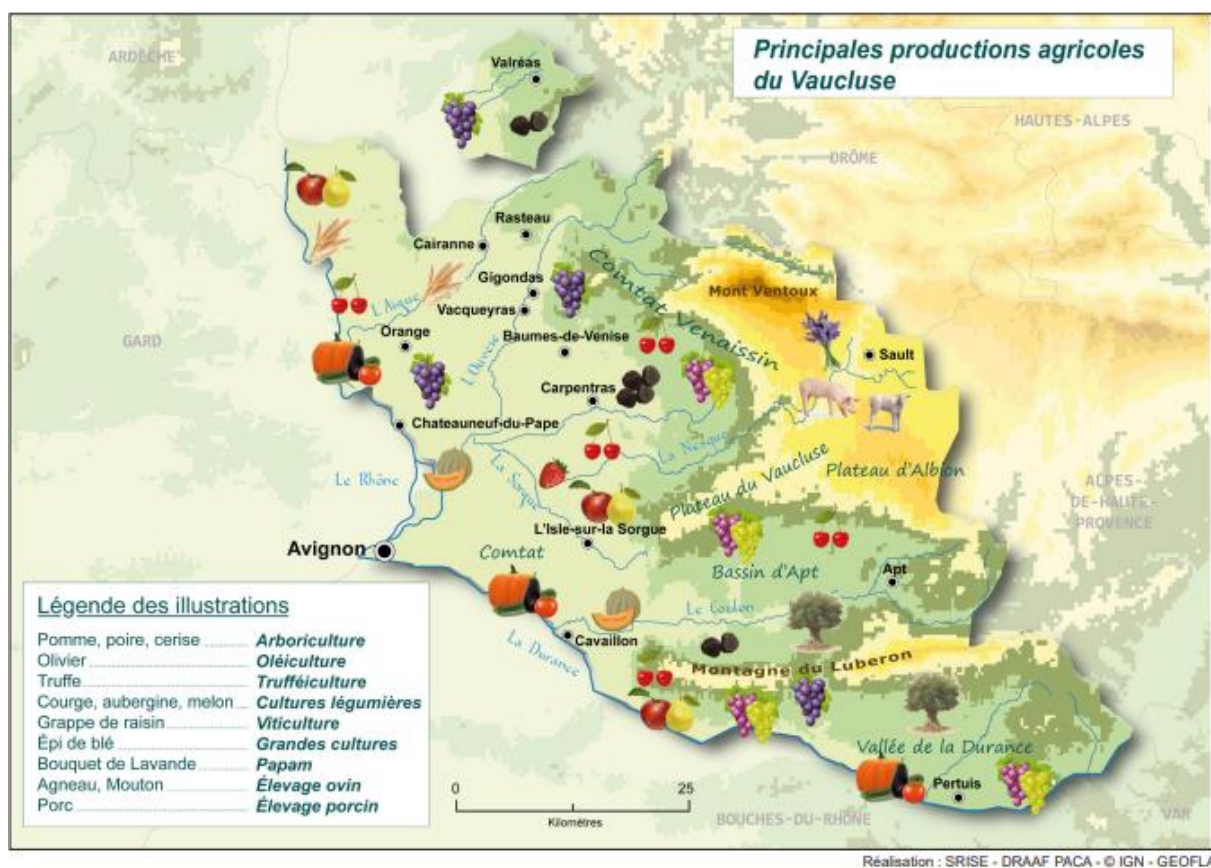 Principales productions agricoles
du Vaucluse
ARDÈCHE
Valréas
HAUTES-ALPES
DRÔME
Rasteau
Cairanne
Comtat Venaissin
Gigondas
Mont Ventoux
L'Aigue
Vacqueyras
Orange
GARD
Baumes-de-Venise
L'Ouvèze
Sault
Carpentras
Chateauneuf-du-Pape
La Nesque
Le Rhône
La Sorgue
Plateau du Vaucluse
Plateau d'Albion
ALPES-
DE-HAUTE-
PROVENCE
L'Isle-sur-la Sorgue
Avignon
Comtat
Bassin d'Apt
Apt
Le Coulon
Cavaillon
La Durance
Montagne du Luberon
Vallée de la Durance
Pertuis
BOUCHES-DU-RHÔNE
VAR
Légende des illustrations
Pomme, poire, cerise ........ Arboriculture
Olivier ........ Oléiculture
Truffe ........ Trufféiculture
Courge, aubergine, melon .. Cultures légumières
Grappe de raisin ........ Viticulture
Épi de blé ........ Grandes cultures
Bouquet de Lavande ........ Papam
Agneau, Mouton ........ Élevage ovin
Porc ........ Élevage porcin
0 25
Kilométres
Réalisation : SRISE - DRAAF PACA - © IGN - GEOFLA